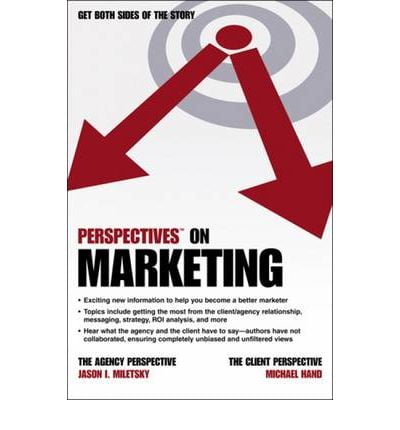 GET BOTH SIDES OF THE STORY
PERSPECTIVES™ ON
MARKETING
• Exciting new information to help you become a better marketer
• Topics include getting the most from the client/agency relationship,
messaging, strategy, ROI analysis, and more
• Hear what the agency and the client have to say—authors have not
collaborated, ensuring completely unbiased and unfiltered views
THE AGENCY PERSPECTIVE
JASON I. MILETSKY
THE CLIENT PERSPECTIVE
MICHAEL HAND